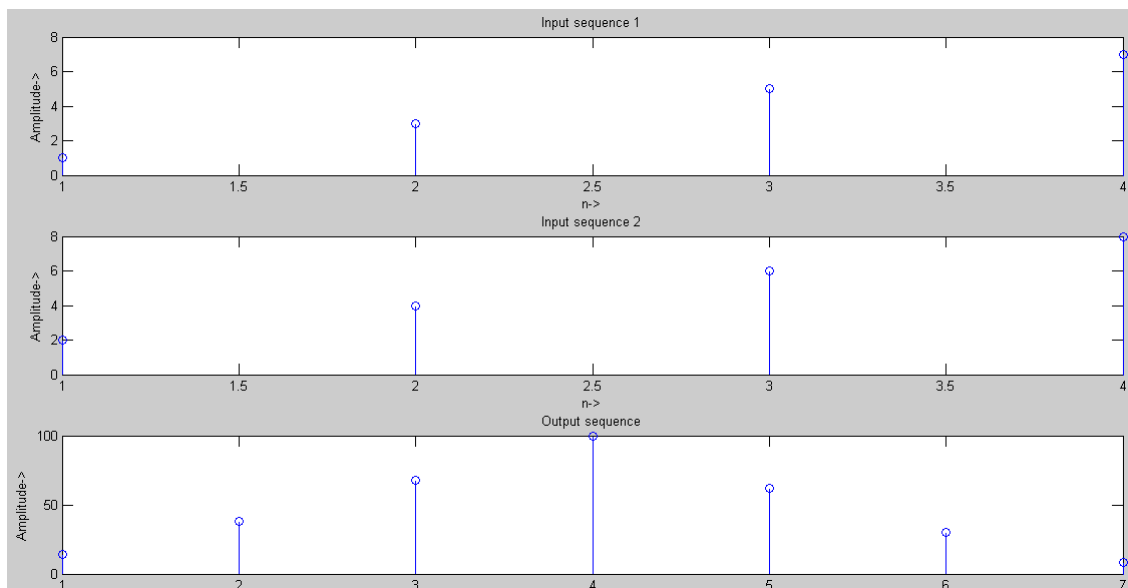 Input sequence 1
Amplitude->
8
6
4
2
0
1 1.5 2 2.5 3 3.5 4
n->
Input sequence 2
Amplitude->
8
6
4
2
0
1 1.5 2 2.5 3 3.5 4
n->
Output sequence
Amplitude->
100
50
0
1 2 3 4 5 6 7